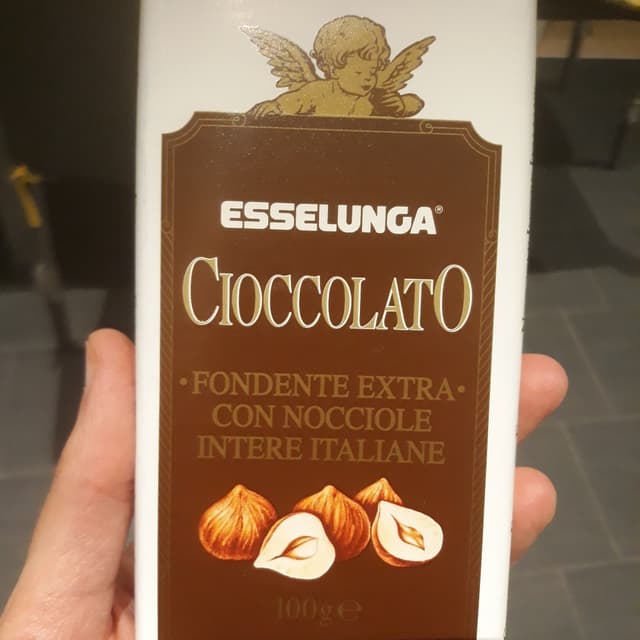 ESSELUNGA®
CIOCCOLATO
•FONDENTE EXTRA•
CON NOCCIOLE
INTERE ITALIANE
100g℮